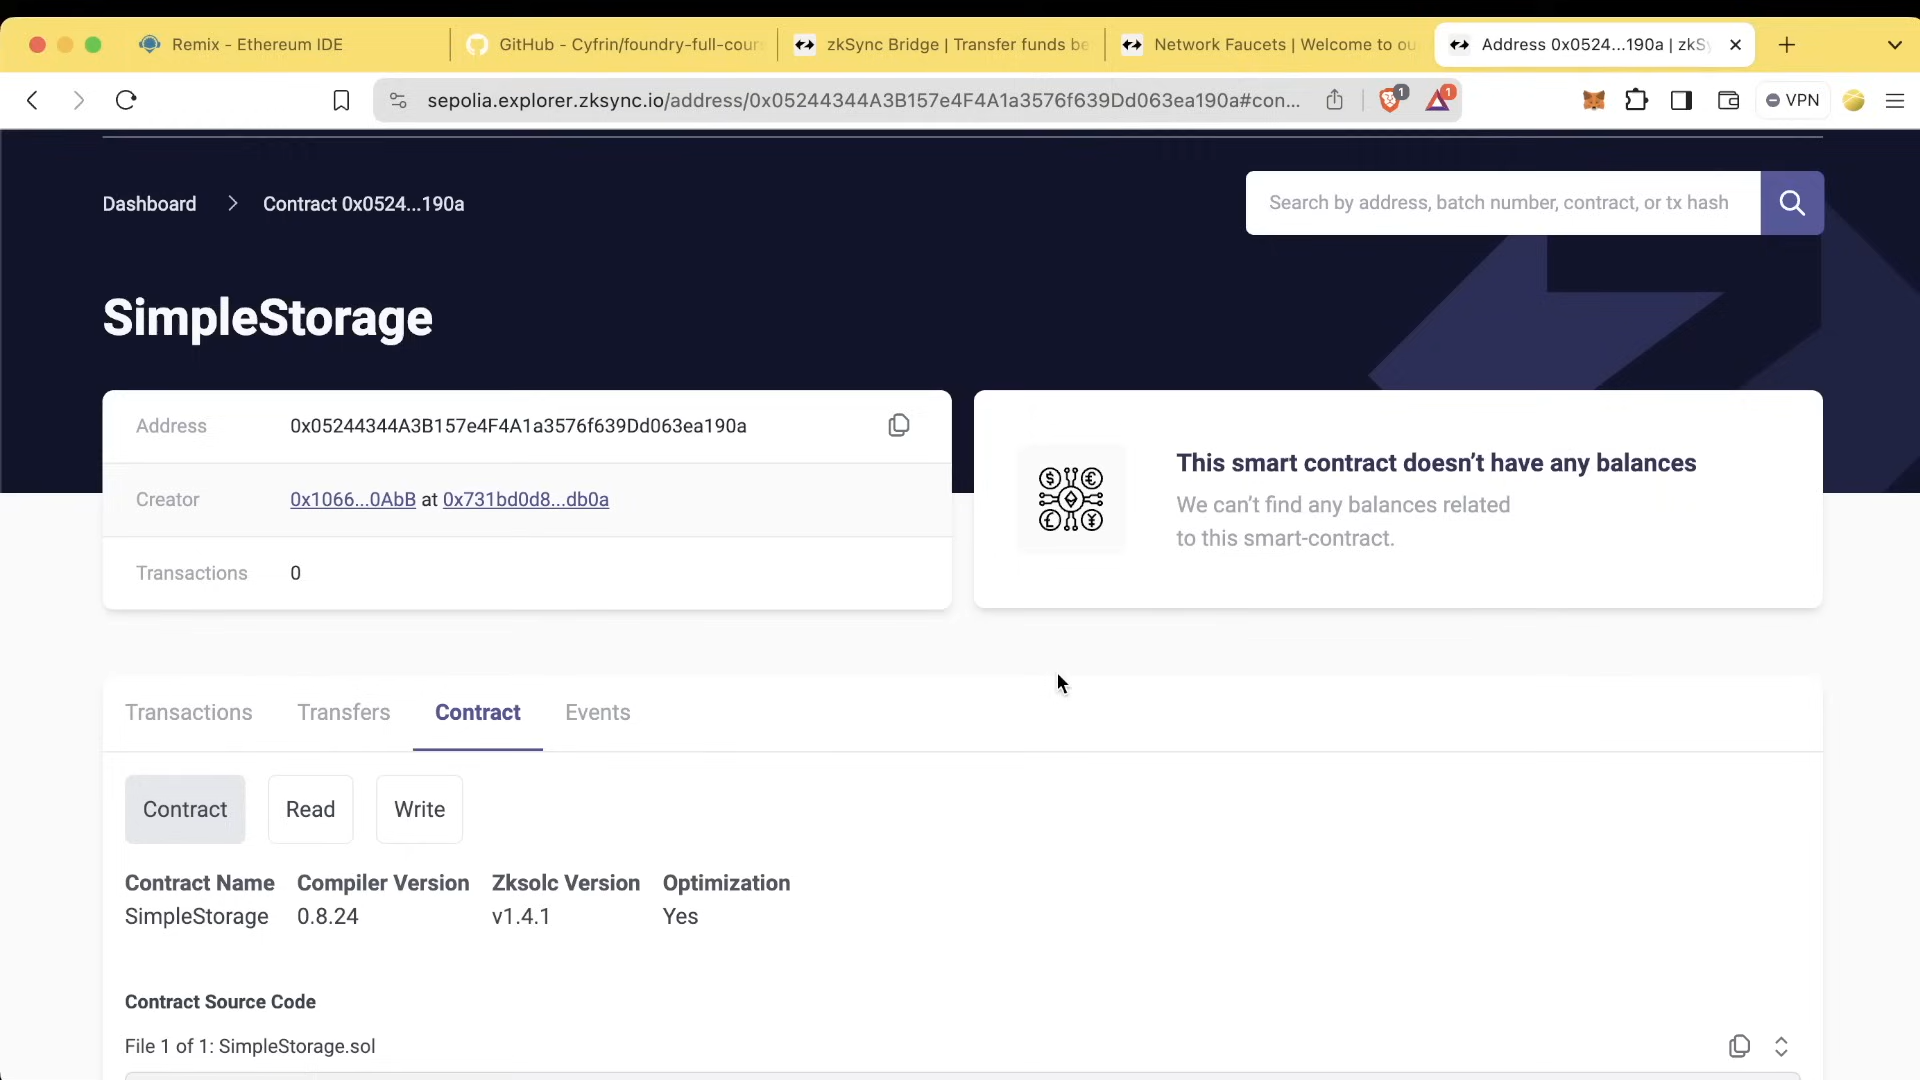 Remix - Ethereum IDE
GitHub - Cyfrin/foundry-full-cour
zkSync Bridge | Transfer funds be
Network Faucets | Welcome to ou
Address 0x0524...190a | zkSy
sepolia.explorer.zksync.io/address/0x05244344A3B157e4F4A1a3576f639Dd063ea190a#con...
1
1
VPN
Dashboard
Contract 0x0524...190a
Search by address, batch number, contract, or tx hash
SimpleStorage
Address 0x05244344A3B157e4F4A1a3576f639Dd063ea190a
Creator 0x1066...0AbB at 0x731bd0d8...db0a
Transactions 0
This smart contract doesn’t have any balances
We can’t find any balances related
to this smart-contract.
Transactions Transfers Contract Events
Contract Read Write
Contract Name Compiler Version Zksolc Version Optimization
SimpleStorage 0.8.24 v1.4.1 Yes
Contract Source Code
File 1 of 1: SimpleStorage.sol